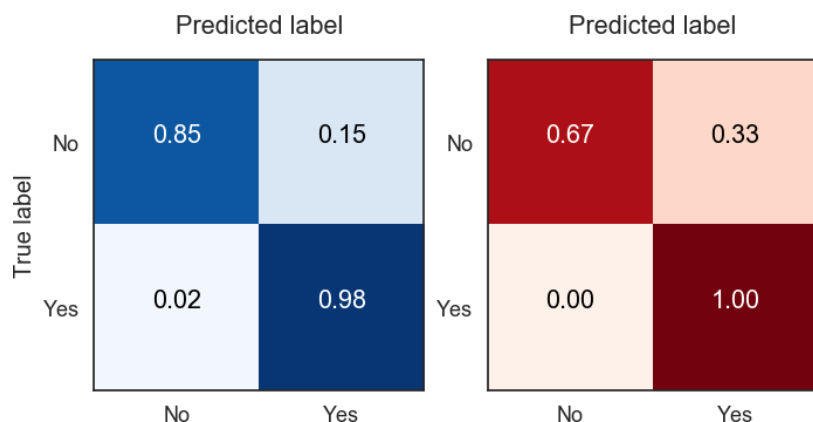 Predicted label Predicted label
No 0.85 0.15 No 0.67 0.33
True label
Yes 0.02 0.98 Yes 0.00 1.00
No Yes No Yes